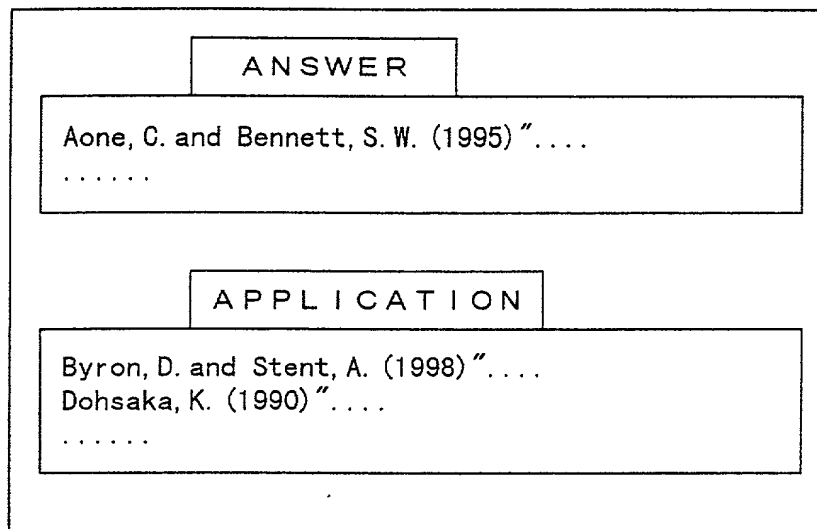 ANSWER
Aone, C. and Bennett, S. W. (1995) ″....
......
APPLICATION
Byron, D. and Stent, A. (1998) ″....
Dohsaka, K. (1990) ″....
......